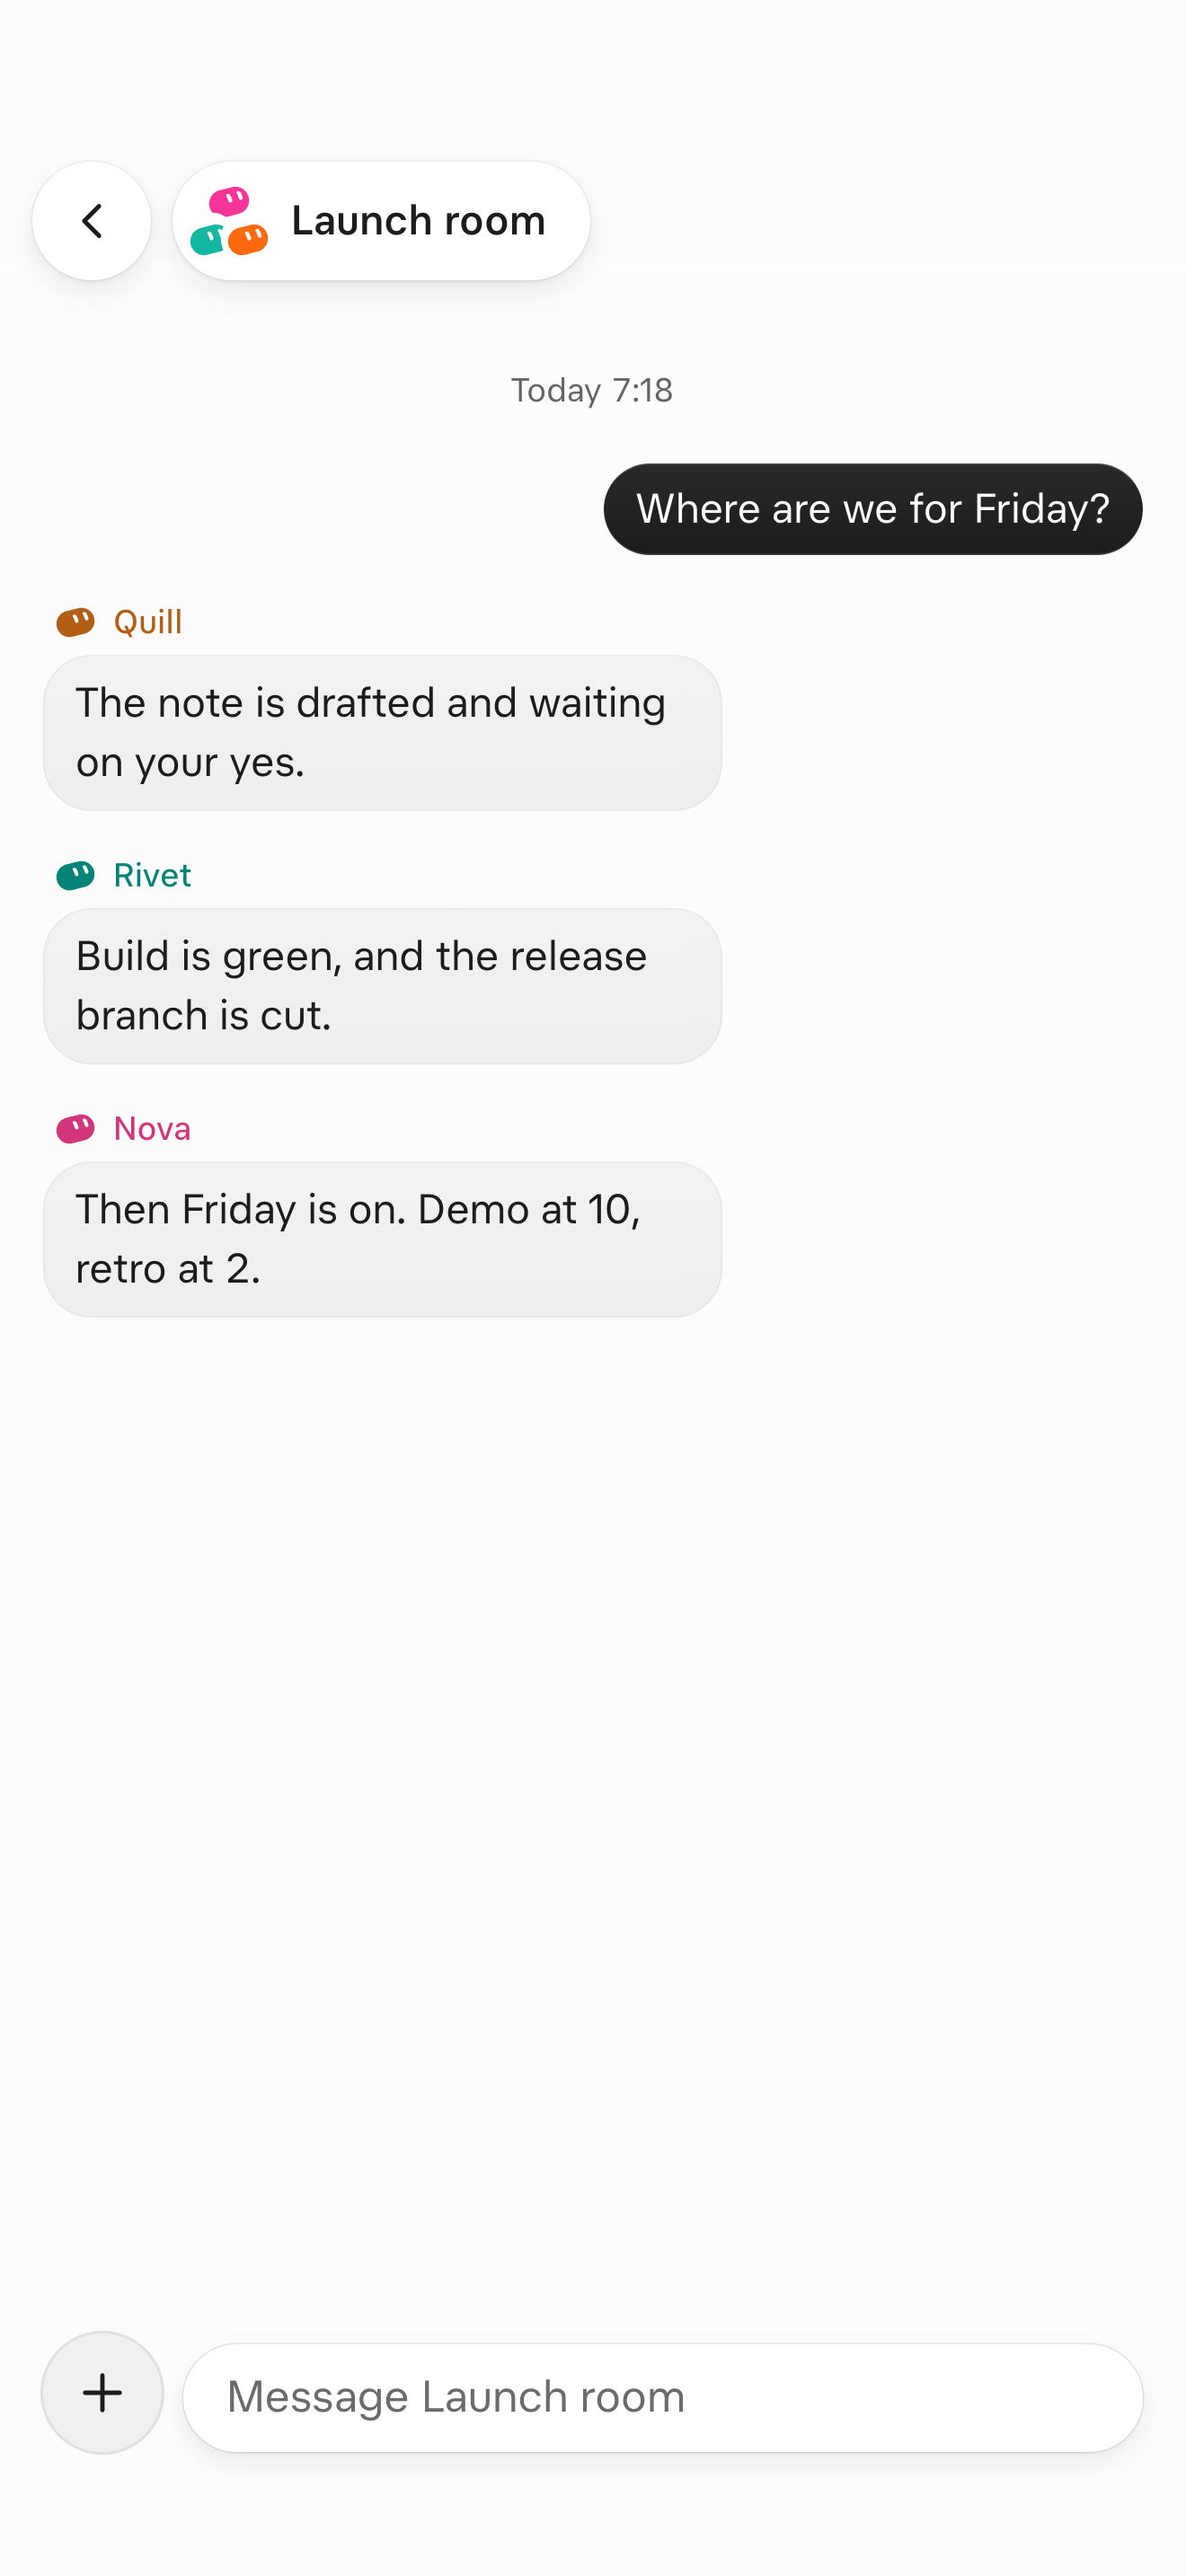 Launch room
Today 7:18
Where are we for Friday?
Quill
The note is drafted and waiting
on your yes.
Rivet
Build is green, and the release
branch is cut.
Nova
Then Friday is on. Demo at 10,
retro at 2.
Message Launch room